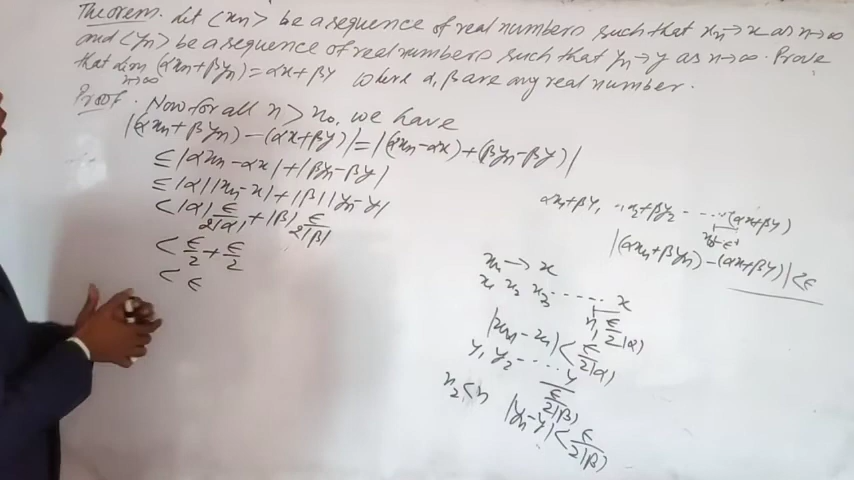 Theorem. Let <xn> be a sequence of real numbers such that xn→x as n→∞
and <yn> be a sequence of real numbers such that yn→y as n→∞. Prove
that lim n→∞ (αxn+βyn)=αx+βy where α, β are any real number.
Proof. Now for all n>n0, we have
|(αxn+βyn)-(αx+βy)|=|(αxn-αx)+(βyn-βy)|
≤|αxn-αx|+|βyn-βy|
≤|α||xn-x|+|β||yn-y|
<|α| ε/2|α| + |β| ε/2|β|
< ε/2 + ε/2
< ε
αx1+βy1, αx2+βy2 ...... (αx+βy)
|(αxn+βyn)-(αx+βy)|<ε
xn → x
x1 x2 x3 ...... x
n1 ε/2|α|
|xn-x|< ε/2|α|
y1 y2 ...... y
ε/2|β|
n2<n
|yn-y|< ε/2|β|